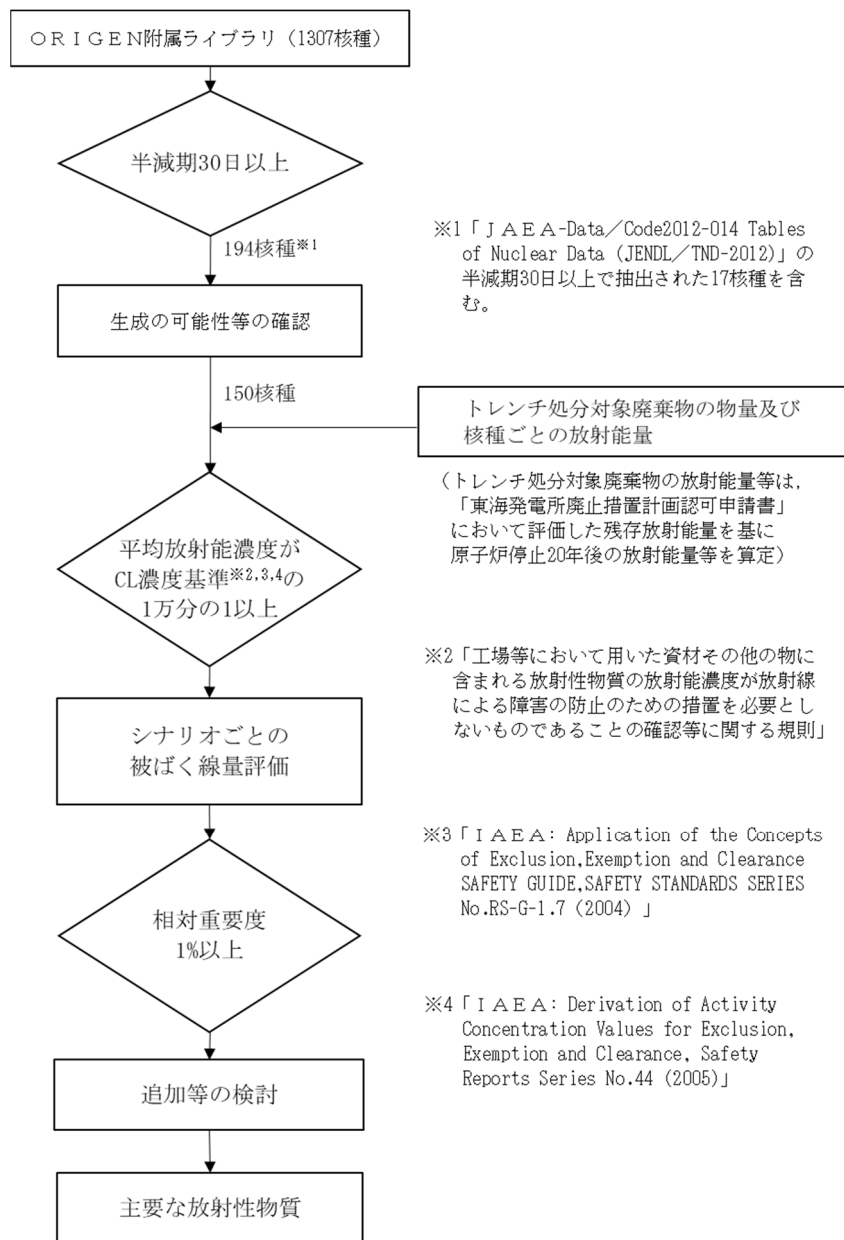 ＯＲＩＧＥＮ附属ライブラリ（1307核種）
半減期30日以上
194核種※1
※1「ＪＡＥＡ-Data／Code2012-014 Tables
of Nuclear Data (JENDL／TND-2012)」の
半減期30日以上で抽出された17核種を含
む。
生成の可能性等の確認
150核種
トレンチ処分対象廃棄物の物量及び
核種ごとの放射能量
（トレンチ処分対象廃棄物の放射能量等は，
「東海発電所廃止措置計画認可申請書」
において評価した残存放射能量を基に
原子炉停止20年後の放射能量等を算定）
平均放射能濃度が
CL濃度基準※2,3,4の
1万分の1以上
※2「工場等において用いた資材その他の物に
含まれる放射性物質の放射能濃度が放射線
による障害の防止のための措置を必要とし
ないものであることの確認等に関する規則」
シナリオごとの
被ばく線量評価
※3「ＩＡＥＡ: Application of the Concepts
of Exclusion,Exemption and Clearance
SAFETY GUIDE,SAFETY STANDARDS SERIES
No.RS-G-1.7 (2004) 」
相対重要度
1%以上
※4「ＩＡＥＡ: Derivation of Activity
Concentration Values for Exclusion,
Exemption and Clearance, Safety
Reports Series No.44 (2005)」
追加等の検討
主要な放射性物質